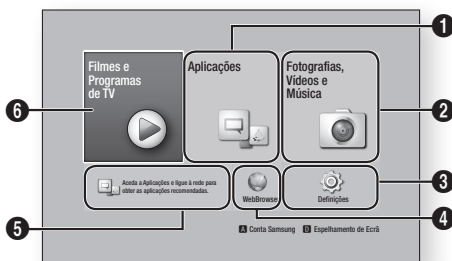 1
Filmes e
Programas
de TV
Aplicações
Fotografias,
Vídeos e
Música
6
2
Aceda a Aplicações e ligue à rede para
obter as aplicações recomendadas.
WebBrowse
Definições
3
4
5
A Conta Samsung D Espelhamento de Ecrã